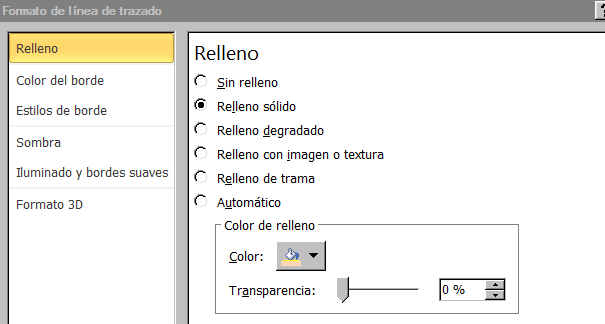 Formato de línea de trazado
Relleno
Color del borde
Estilos de borde
Sombra
Iluminado y bordes suaves
Formato 3D
Relleno
Sin relleno
Relleno sólido
Relleno degradado
Relleno con imagen o textura
Relleno de trama
Automático
Color de relleno
Color:
Transparencia: 0 %
?